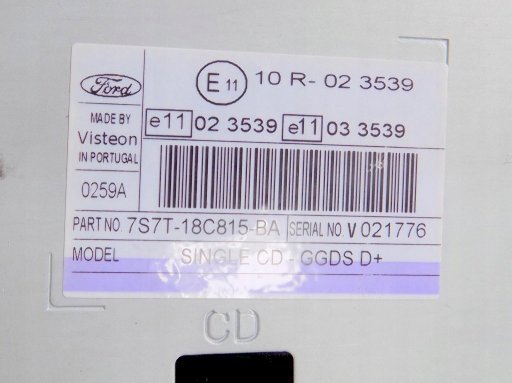 Ford
E 11 10 R- 02 3539
MADE BY
Visteon
IN PORTUGAL
e11 02 3539 e11 03 3539
0259A
PART NO. 7S7T-18C815-BA SERIAL NO. V 021776
MODEL SINGLE CD - GGDS D+
CD